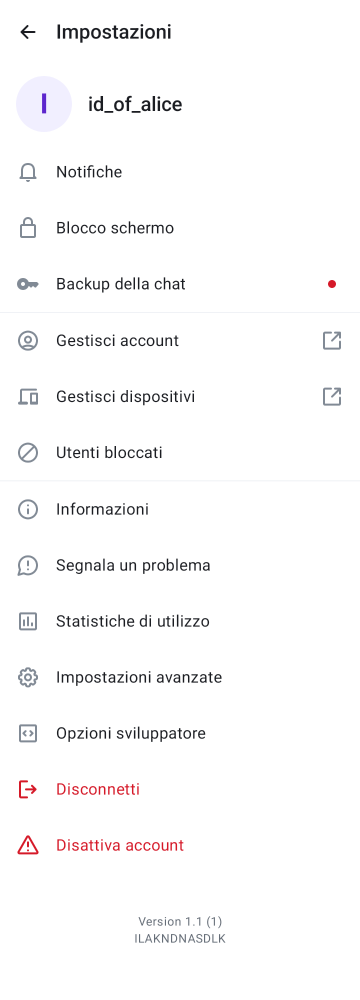 Impostazioni
I
id_of_alice
Notifiche
Blocco schermo
Backup della chat
Gestisci account
Gestisci dispositivi
Utenti bloccati
Informazioni
Segnala un problema
Statistiche di utilizzo
Impostazioni avanzate
Opzioni sviluppatore
Disconnetti
Disattiva account
Version 1.1 (1)
ILAKNDNASDLK